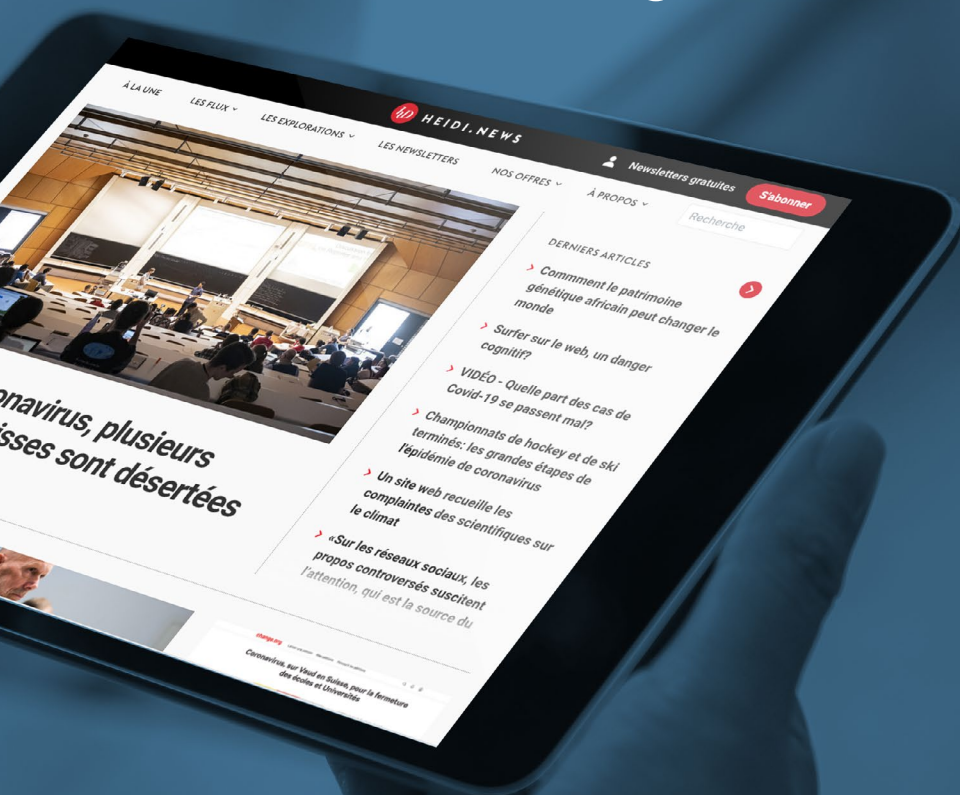 HEIDI.NEWS
Newsletters gratuites
S'abonner
À LA UNE
LES FLUX
LES EXPLORATIONS
LES NEWSLETTERS
NOS OFFRES
À PROPOS
Recherche
plusieurs
sont désertées
DERNIERS ARTICLES
Commment le patrimoine
génétique africain peut changer le
monde
Surfer sur le web, un danger
cognitif?
VIDÉO - Quelle part des cas de
Covid-19 se passent mal?
Championnats de hockey et de ski
terminés: les grandes étapes de
l'épidémie de coronavirus
Un site web recueille les
complaintes des scientifiques sur
le climat
«Sur les réseaux sociaux, les
propos controversés suscitent
l'attention, qui est la source du
change.org
Coronavirus, sur Vaud en Suisse, pour la fermeture
des écoles et Universités